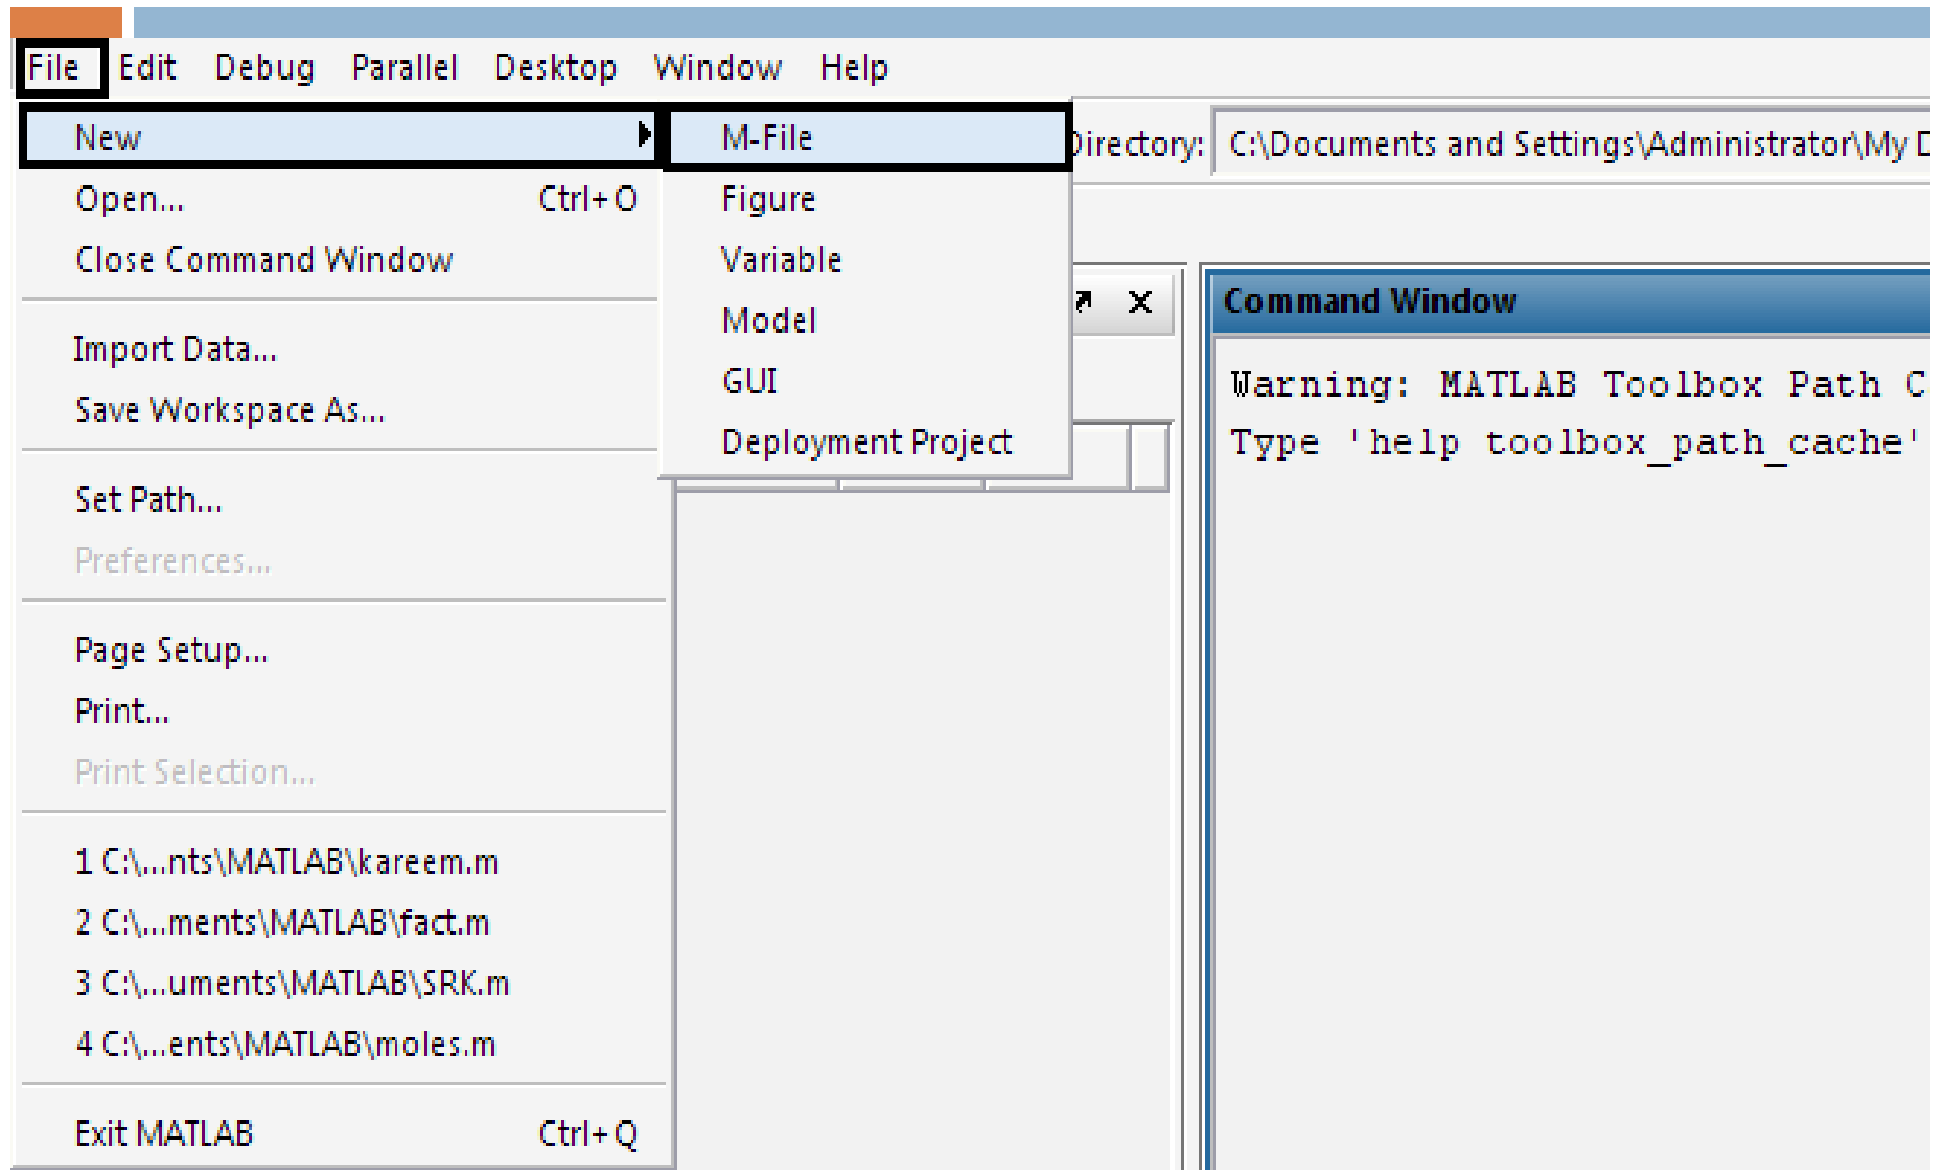 File Edit Debug Parallel Desktop Window Help
New
M-File
Directory: C:\Documents and Settings\Administrator\My
Open... Ctrl+O
Figure
Close Command Window
Variable
Command Window
Import Data...
Model
Warning: MATLAB Toolbox Path
Save Workspace As...
GUI
Type 'help toolbox_path_cache'
Deployment Project
Set Path...
Preferences...
Page Setup...
Print...
Print Selection...
1 C:\...nts\MATLAB\kareem.m
2 C:\...ments\MATLAB\fact.m
3 C:\...uments\MATLAB\SRK.m
4 C:\...ents\MATLAB\moles.m
Exit MATLAB Ctrl+Q